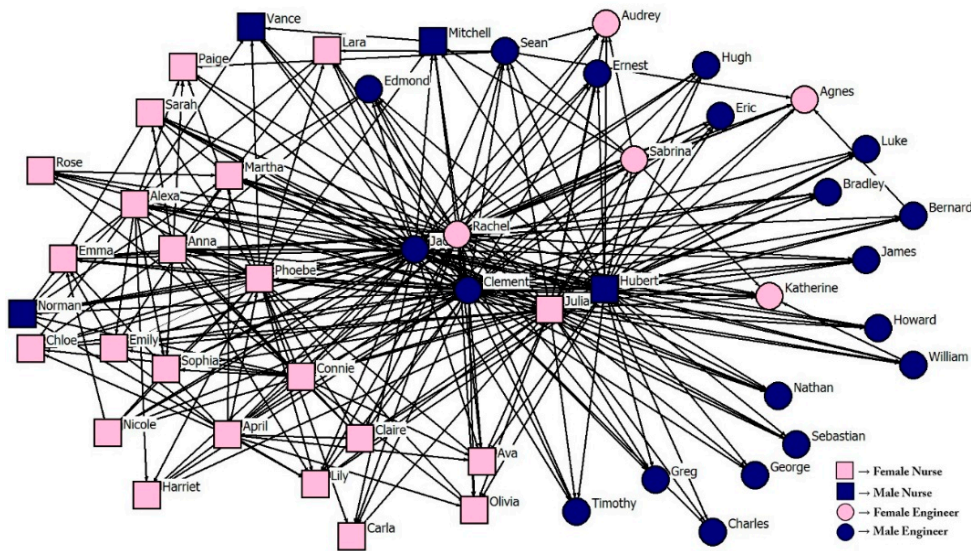 Audrey
Vance
Mitchell
Lara
Sean
Hugh
Paige
Ernest
Edmond
Agnes
Sarah
Eric
Luke
Sabrina
Rose
Martha
Bradley
Alexa
Bernard
Rachel
Anna
Emma
Jac
James
Phoebe
Clement
Hubert
Katherine
Julia
Norman
Howard
Chloe
Emily
Sophia
William
Connie
Nathan
Nicole
April
Claire
Sebastian
Ava
Lily
Greg
George
Harriet
Olivia
Timothy
Carla
Charles
→ Female Nurse
→ Male Nurse
→ Female Engineer
→ Male Engineer